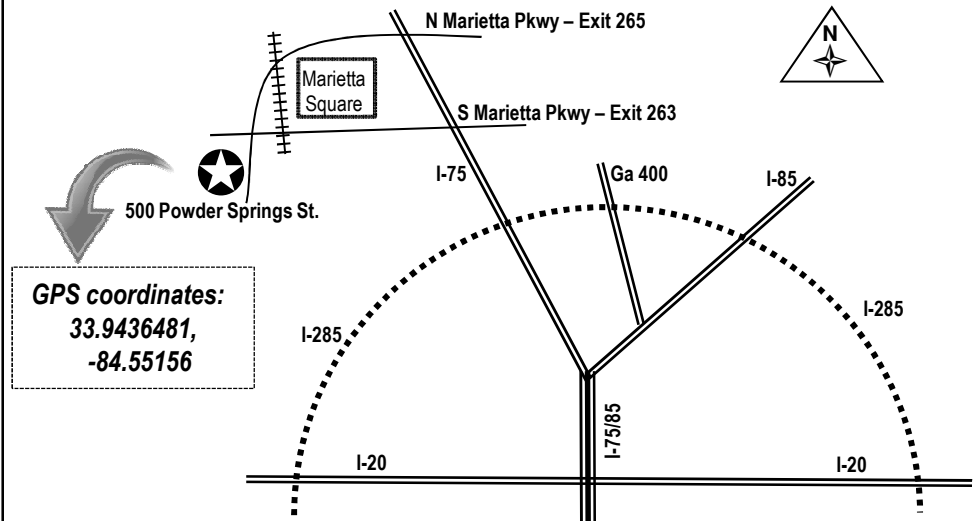 N Marietta Pkwy – Exit 265
N
Marietta
Square
S Marietta Pkwy – Exit 263
I-75
Ga 400
I-85
500 Powder Springs St.
GPS coordinates:
33.9436481,
-84.55156
I-285
I-285
I-75/85
I-20
I-20